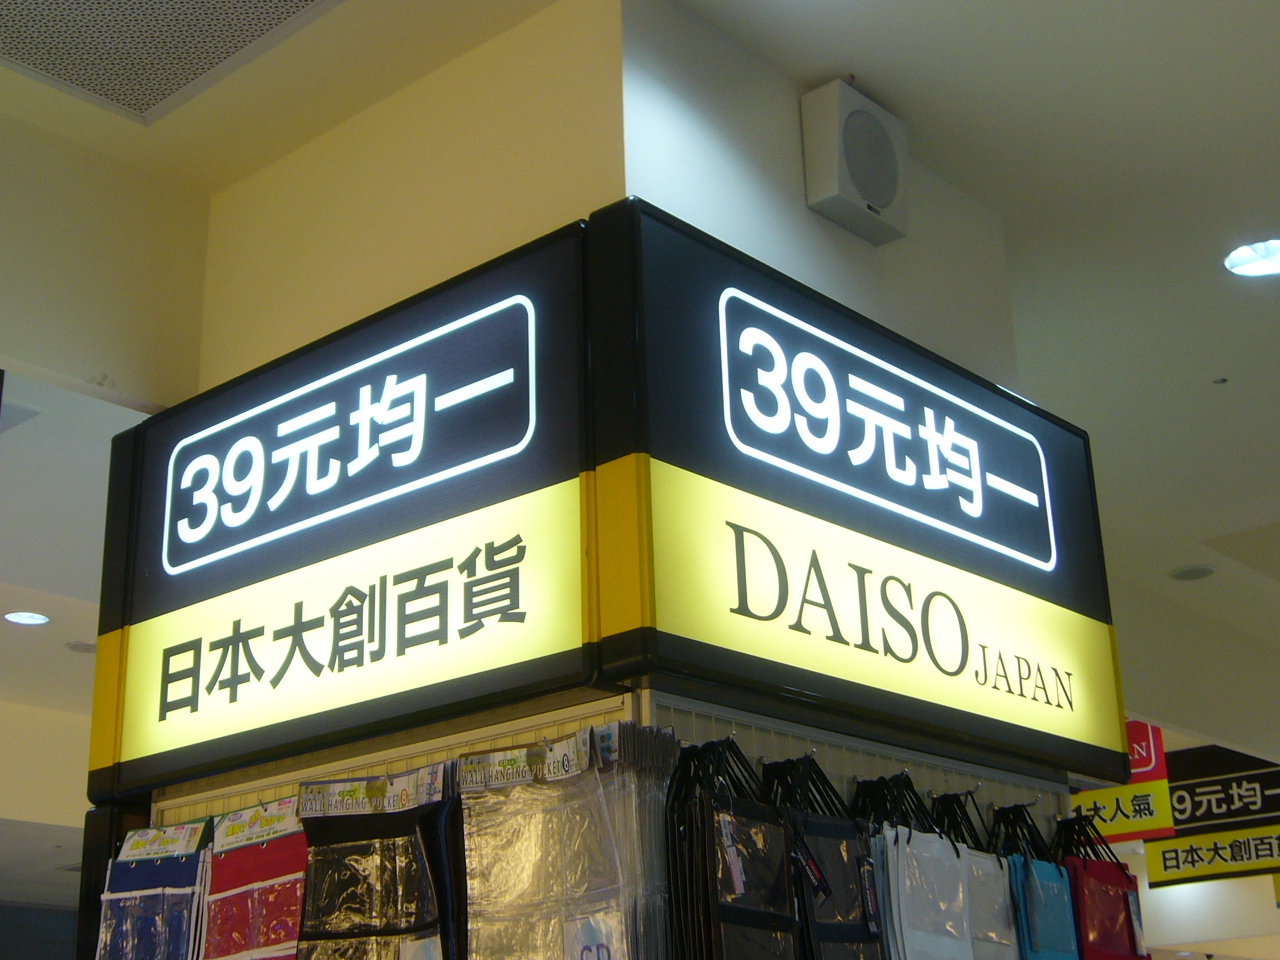 39元均一
日本大創百貨
39元均一
DAISO JAPAN
WALL HANGING POCKET
WALL HANGING POCKET
CD
大人氣
9元均一
日本大創百